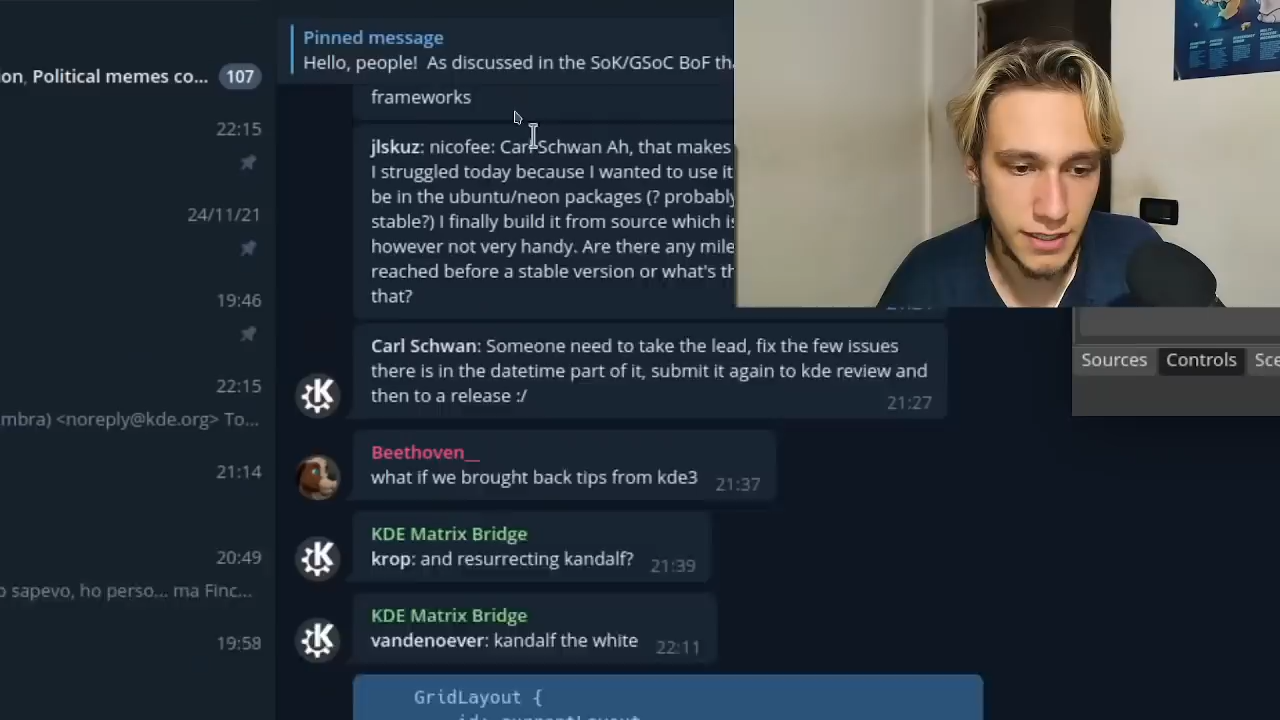 Pinned message
Hello, people! As discussed in the SoK/GSoC BoF tha
ion, Political memes co... 107
frameworks
22:15
jlskuz: nicofee: Carl Schwan Ah, that makes
I struggled today because I wanted to use it
be in the ubuntu/neon packages (? probably
24/11/21
stable?) I finally build it from source which is
however not very handy. Are there any mile
reached before a stable version or what's th
that?
19:46
Carl Schwan: Someone need to take the lead, fix the few issues
there is in the datetime part of it, submit it again to kde review and
then to a release :/
21:27
Sources Controls Sce
22:15
mbra) <noreply@kde.org> To...
Beethoven__
what if we brought back tips from kde3
21:37
21:14
KDE Matrix Bridge
krop: and resurrecting kandalf?
21:39
20:49
o sapevo, ho perso... ma Finc...
KDE Matrix Bridge
vandenoever: kandalf the white
22:11
19:58
GridLayout {